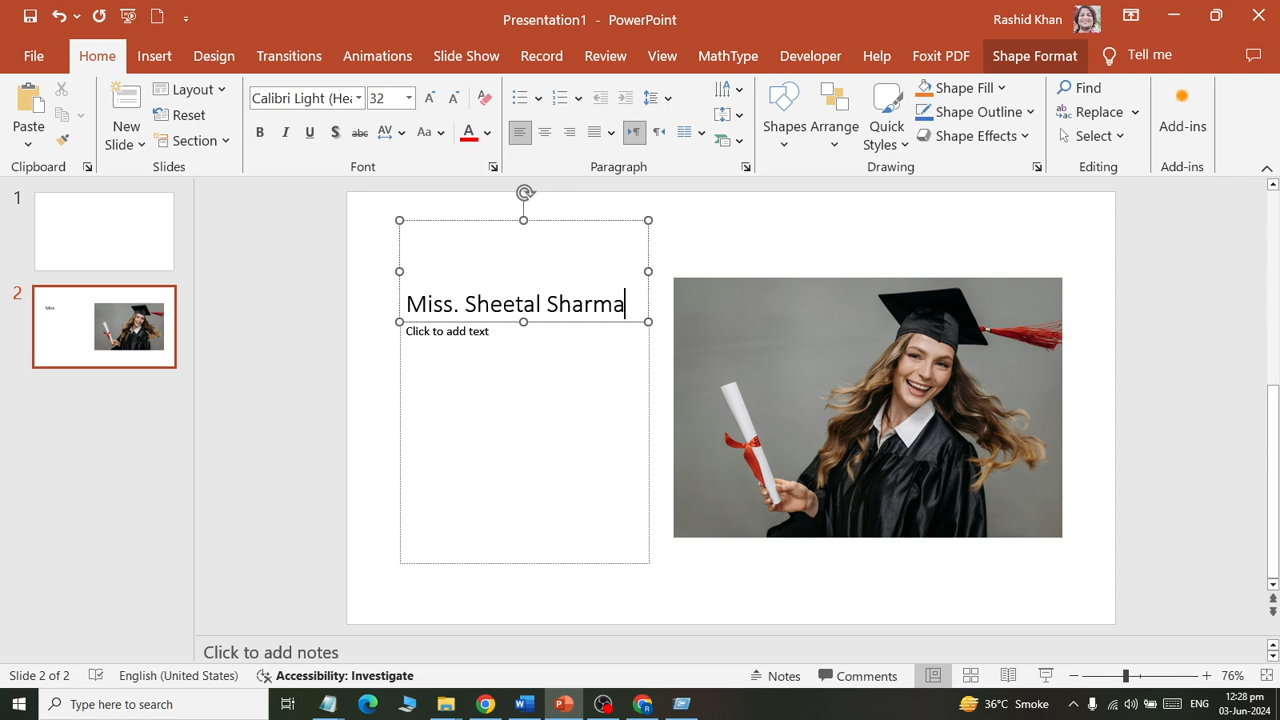 Presentation1 - PowerPoint
Rashid Khan
File Home Insert Design Transitions Animations Slide Show Record Review View MathType Developer Help Foxit PDF Shape Format Tell me
Paste
Clipboard
New Slide
Layout
Reset
Section
Slides
Calibri Light (Hea 32
B I U S abc AV Aa A
Font
Paragraph
Shapes
Arrange
Quick Styles
Shape Fill
Shape Outline
Shape Effects
Drawing
Find
Replace
Select
Editing
Add-ins
Add-ins
1
2
Miss
Miss. Sheetal Sharma
Click to add text
Click to add notes
Slide 2 of 2 English (United States) Accessibility: Investigate Notes Comments 76%
Type here to search
36°C Smoke
ENG
12:28 pm
03-Jun-2024